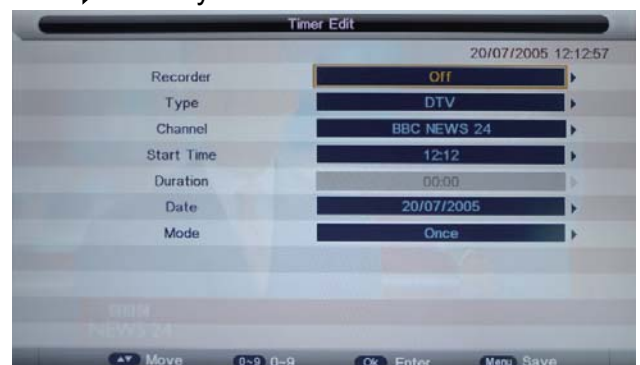 Timer Edit
20/07/2005 12:12:57
Recorder Off
Type DTV
Channel BBC NEWS 24
Start Time 12:12
Duration 00:00
Date 20/07/2005
Mode Once
NEWS 24
Move 0~9 0~9 Ok Enter Menu Save